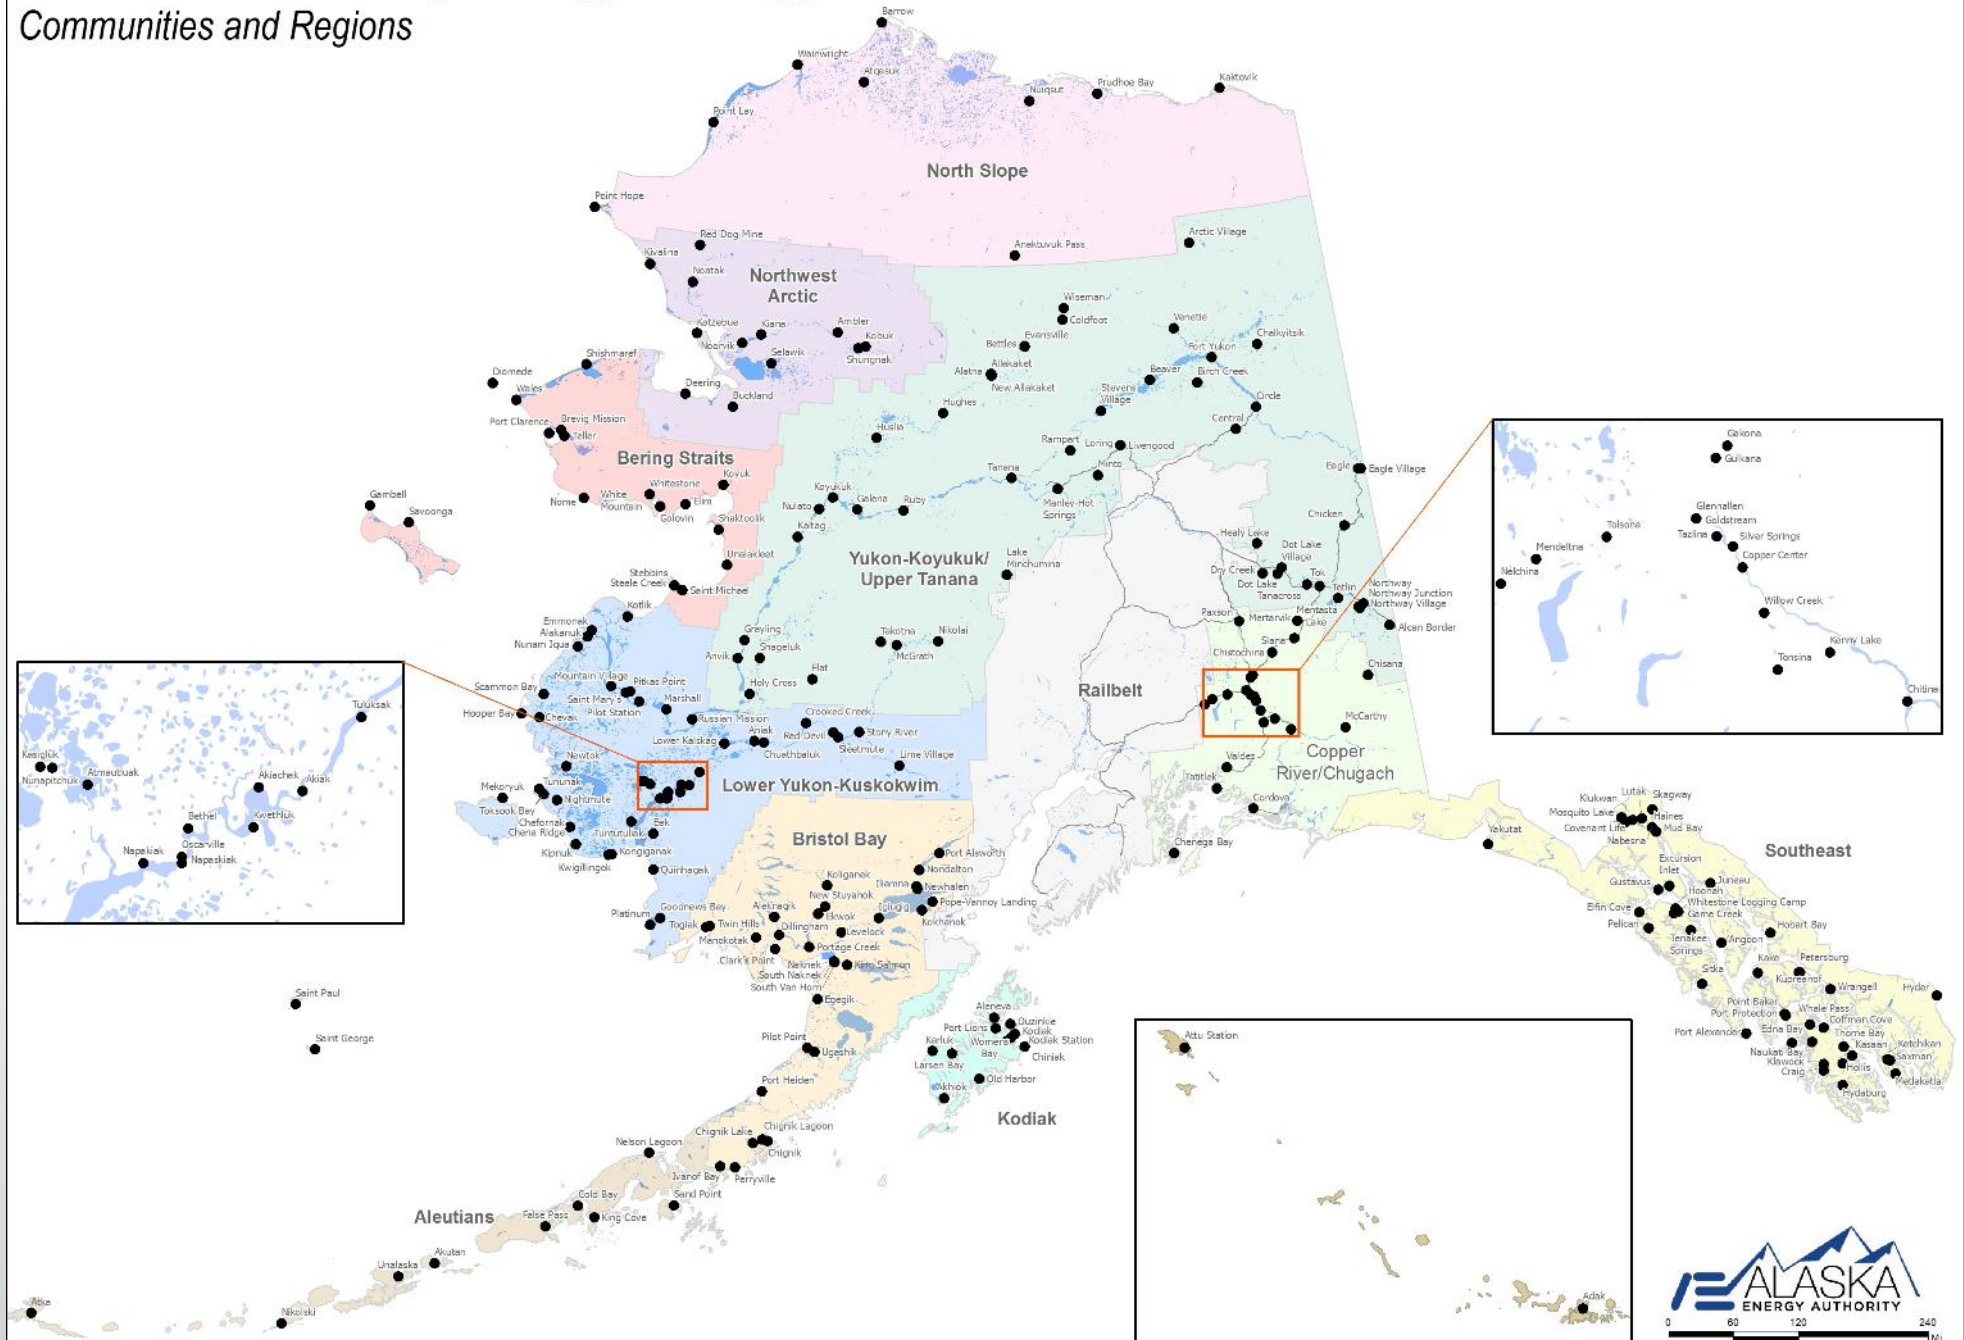 Communities and Regions
Barrow
Wainwright
Atqasuk
Nuiqsut
Prudhoe Bay
Kaktovik
Point Lay
North Slope
Point Hope
Red Dog Mine
Kivalina
Noatak
Northwest
Arctic
Anaktuvuk Pass
Arctic Village
Wiseman
Coldfoot
Kotzebue
Kiana
Ambler
Kobuk
Noorvik
Selawik
Shungnak
Evansville
Bettles
Venetie
Chalkyitsik
Fort Yukon
Shishmaref
Diomede
Wales
Deering
Buckland
Alatna
Allakaket
New Allakaket
Stevens
Village
Beaver
Birch Creek
Circle
Central
Port Clarence
Brevig Mission
Teller
Hughes
Huslia
Rampart
Loring
Livengood
Bering Straits
Koyuk
Tanana
Minto
Eagle
Eagle Village
Gambell
Savoonga
Nome
White
Mountain
Whitestone
Elim
Golovin
Koyukuk
Nulato
Galena
Ruby
Manley Hot
Springs
Shaktoolik
Kaltag
Chicken
Healy Lake
Unalakleet
Yukon-Koyukuk/
Upper Tanana
Lake
Minchumina
Dot Lake
Village
Dry Creek
Dot Lake
Tok
Tanacross
Tetlin
Northway
Northway Junction
Northway Village
Stebbins
Steele Creek
Saint Michael
Kotlik
Paxson
Mentasta
Lake
Alcan Border
Emmonak
Alakanuk
Nunam Iqua
Grayling
Anvik
Shageluk
Takotna
Nikolai
McGrath
Slana
Chistochina
Chisana
Flat
Holy Cross
Railbelt
Scammon Bay
Mountain Village
Pitkas Point
Saint Mary's
Pilot Station
Marshall
Hooper Bay
Chevak
Russian Mission
Crooked Creek
McCarthy
Lower Kalskag
Aniak
Red Devil
Stony River
Chuathbaluk
Sleetmute
Lime Village
Copper
River/Chugach
Newtok
Valdez
Tatitlek
Mekoryuk
Tununak
Toksook Bay
Nightmute
Lower Yukon-Kuskokwim
Cordova
Chefornak
Chena Ridge
Tuntutuliak
Eek
Bristol Bay
Chenega Bay
Kipnuk
Kongiganak
Kwigillingok
Quinhagak
Port Alsworth
Nondalton
Koliganek
Iliamna
Newhalen
New Stuyahok
Pope-Vannoy Landing
Igiugig
Kokhanok
Goodnews Bay
Platinum
Togiak
Twin Hills
Aleknagik
Ekwok
Dillingham
Levelock
Manokotak
Clark's Point
Portage Creek
Naknek
King Salmon
South Naknek
South Van Horn
Egegik
Pilot Point
Ugashik
Port Heiden
Saint Paul
Saint George
Aleneva
Port Lions
Ouzinkie
Kodiak
Kodiak Station
Womens
Bay
Chiniak
Karluk
Larsen Bay
Old Harbor
Akhiok
Kodiak
Chignik Lake
Chignik Lagoon
Chignik
Nelson Lagoon
Ivanof Bay
Perryville
Cold Bay
Sand Point
Aleutians
False Pass
King Cove
Akutan
Unalaska
Atka
Nikolski
Tuluksak
Kasigluk
Nunapitchuk
Atmautluak
Akiachak
Akiak
Bethel
Kwethluk
Oscarville
Napakiak
Napaskiak
Gakona
Gulkana
Glennallen
Goldstream
Tolsona
Tazlina
Silver Springs
Copper Center
Mendeltna
Nelchina
Willow Creek
Kenny Lake
Tonsina
Chitina
Yakutat
Klukwan
Lutak
Skagway
Mosquito Lake
Haines
Covenant Life
Mud Bay
Nabesna
Southeast
Excursion
Inlet
Gustavus
Juneau
Hoonah
Whitestone Logging Camp
Elfin Cove
Game Creek
Pelican
Hobart Bay
Tenakee
Springs
Angoon
Sitka
Kake
Petersburg
Kupreanof
Wrangell
Hyder
Point Baker
Port Protection
Whale Pass
Coffman Cove
Port Alexander
Edna Bay
Thorne Bay
Naukati Bay
Kasaan
Ketchikan
Klawock
Saxman
Craig
Hollis
Metlakatla
Hydaburg
Attu Station
Adak
ALASKA
ENERGY AUTHORITY
0 60 120 240
Mi